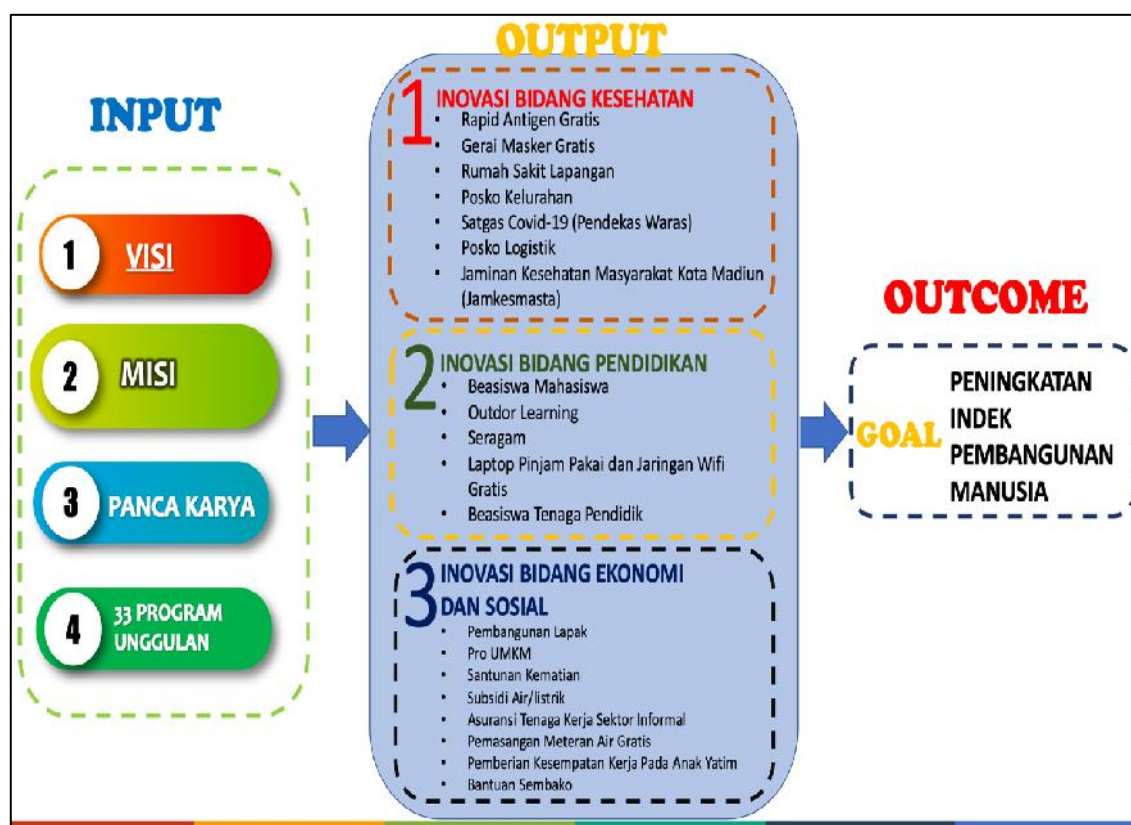 INPUT
1
VISI
2
MISI
3
PANCA KARYA
4
33 PROGRAM
UNGGULAN
OUTPUT
1
INOVASI BIDANG KESEHATAN
• Rapid Antigen Gratis
• Gerai Masker Gratis
• Rumah Sakit Lapangan
• Posko Kelurahan
• Satgas Covid-19 (Pendekas Waras)
• Posko Logistik
• Jaminan Kesehatan Masyarakat Kota Madiun
(Jamkesmasta)
2
INOVASI BIDANG PENDIDIKAN
• Beasiswa Mahasiswa
• Outdor Learning
• Seragam
• Laptop Pinjam Pakai dan Jaringan Wifi
Gratis
• Beasiswa Tenaga Pendidik
3
INOVASI BIDANG EKONOMI
DAN SOSIAL
• Pembangunan Lapak
• Pro UMKM
• Santunan Kematian
• Subsidi Air/listrik
• Asuransi Tenaga Kerja Sektor Informal
• Pemasangan Meteran Air Gratis
• Pemberian Kesempatan Kerja Pada Anak Yatim
• Bantuan Sembako
OUTCOME
GOAL
PENINGKATAN
INDEK
PEMBANGUNAN
MANUSIA